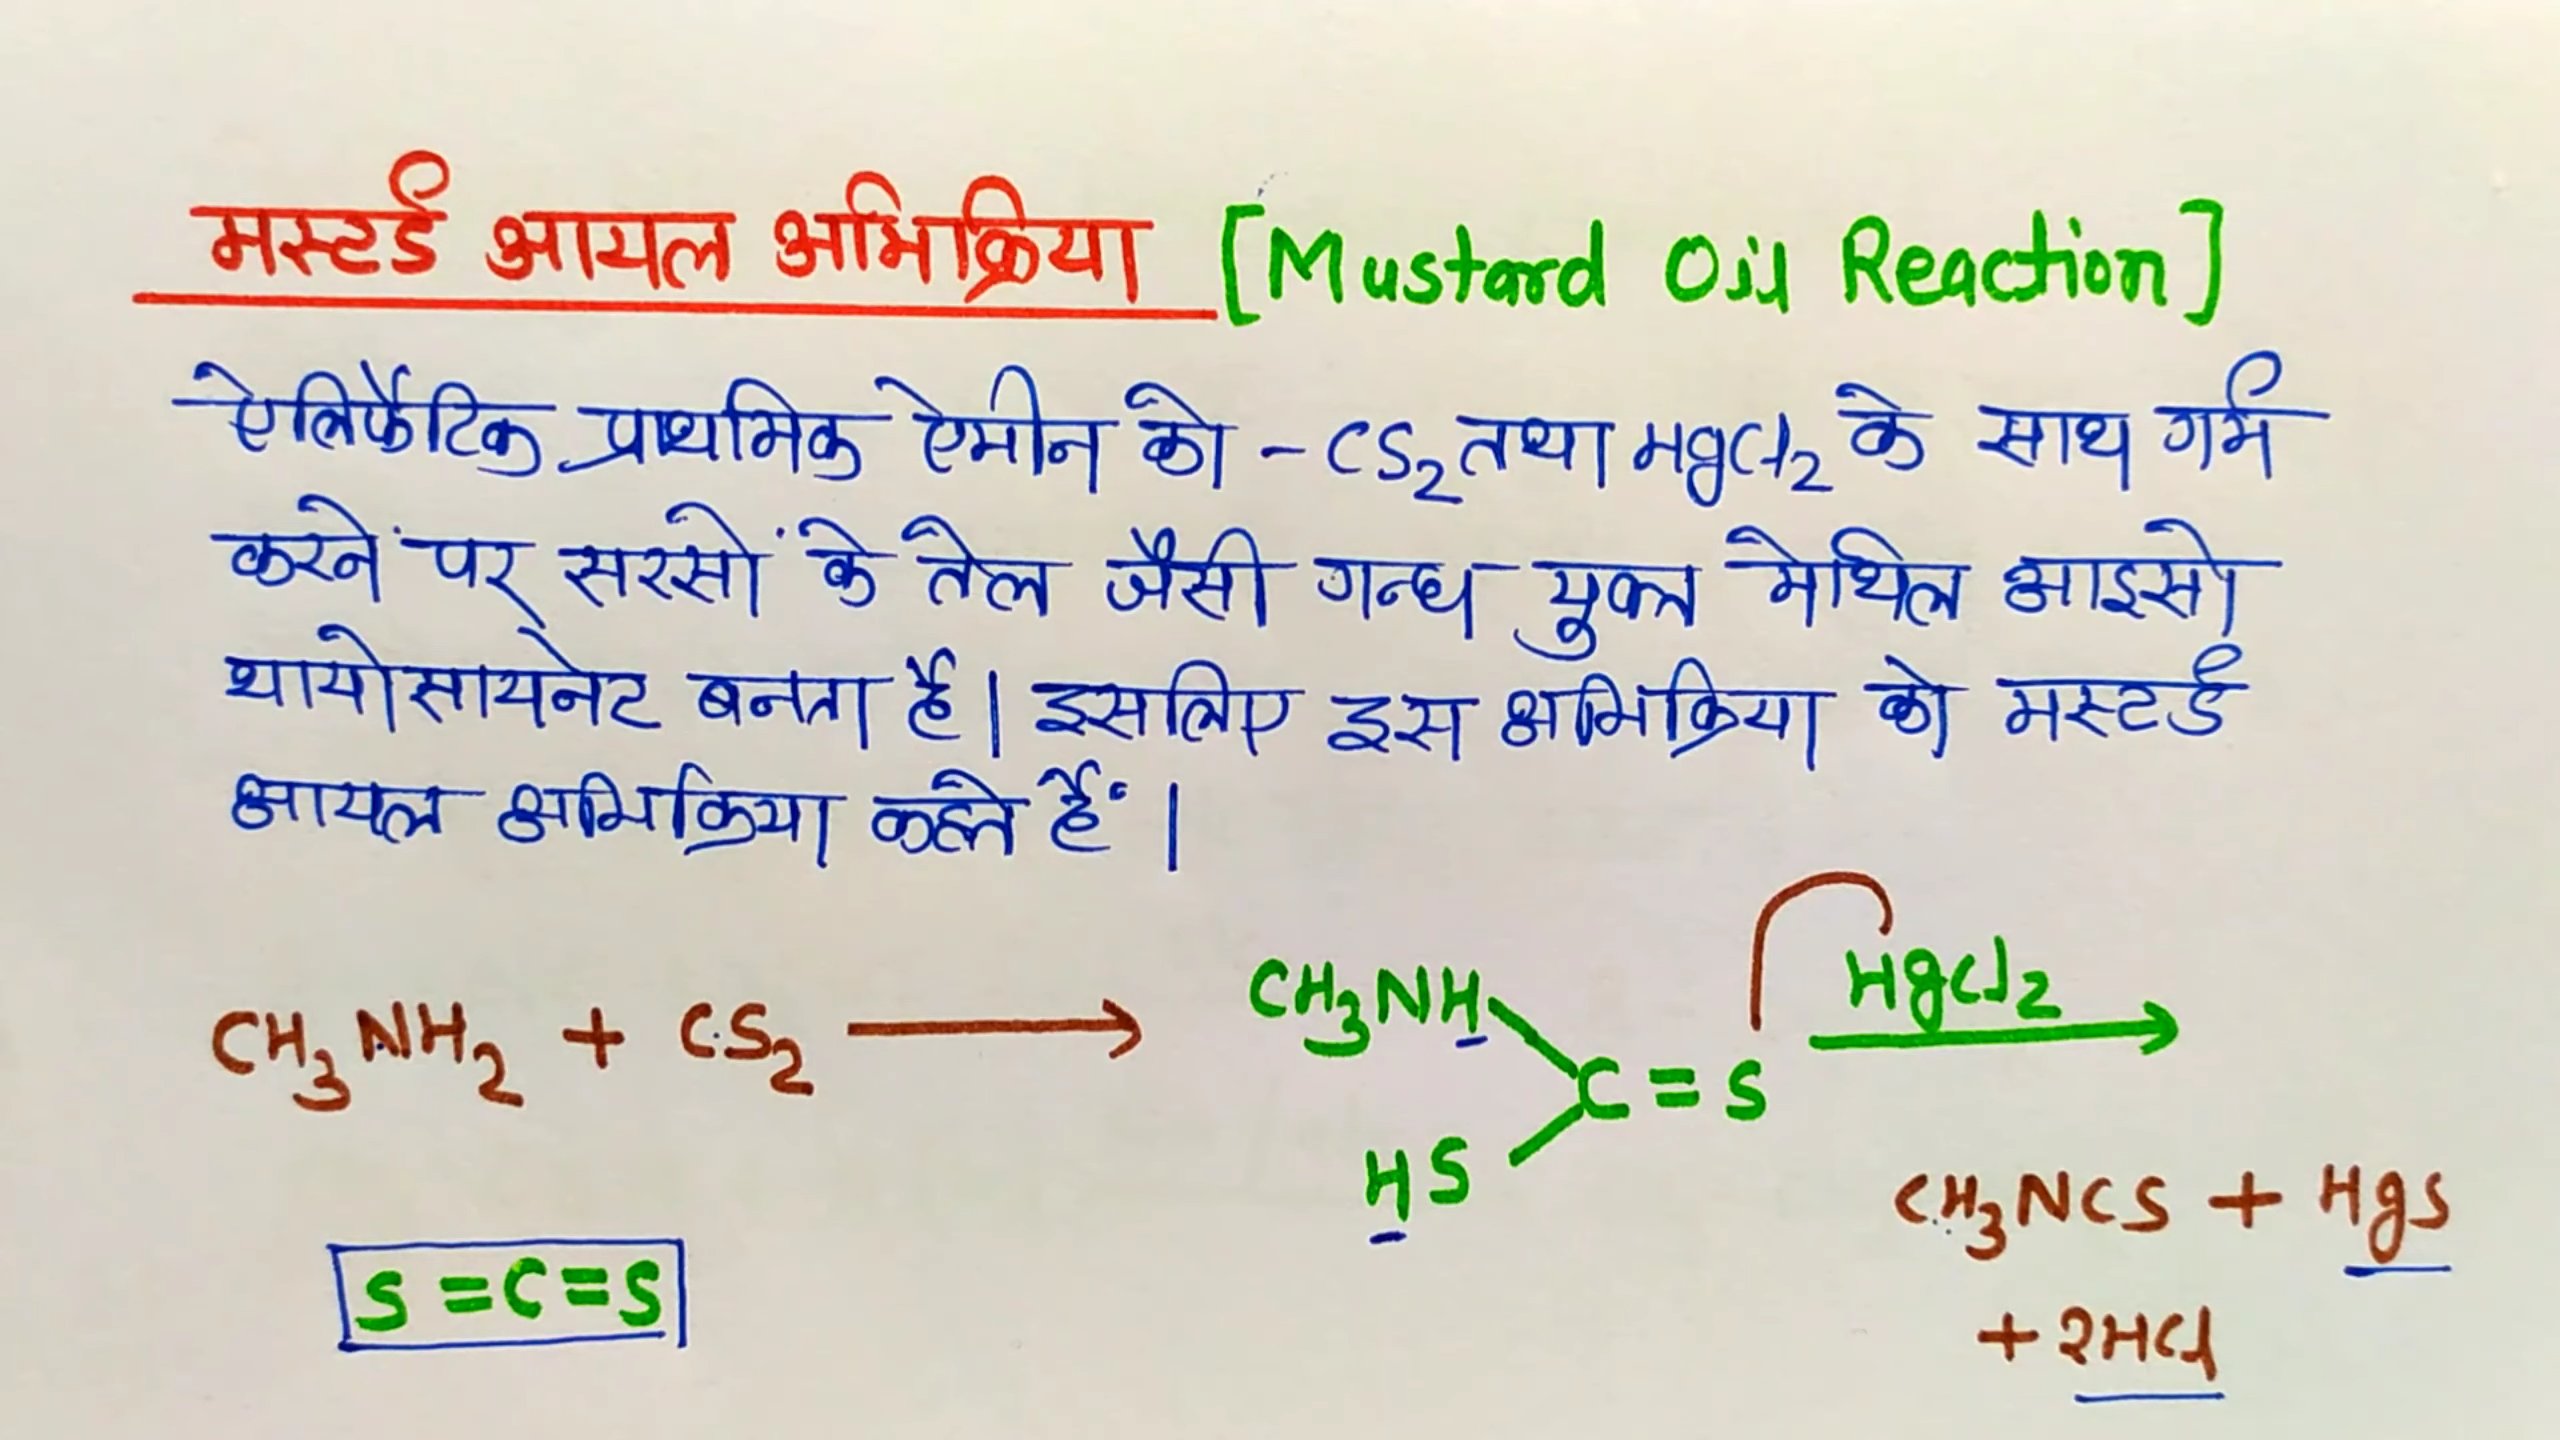 मस्टर्ड आयल अभिक्रिया [Mustard Oil Reaction]
ऐलिफैटिक प्राथमिक ऐमीन को - CS₂ तथा HgCl₂ के साथ गर्म
करने पर सरसों के तेल जैसी गन्ध युक्त मेथिल आइसो
थायोसायनेट बनता है। इसलिए इस अभिक्रिया को मस्टर्ड
आयल अभिक्रिया कहते हैं।
CH₃NH₂ + CS₂ ⟶ CH₃NH C=S HS HgCl₂ ⟶
CH₃NCS + HgS
+ 2HCl
S=C=S